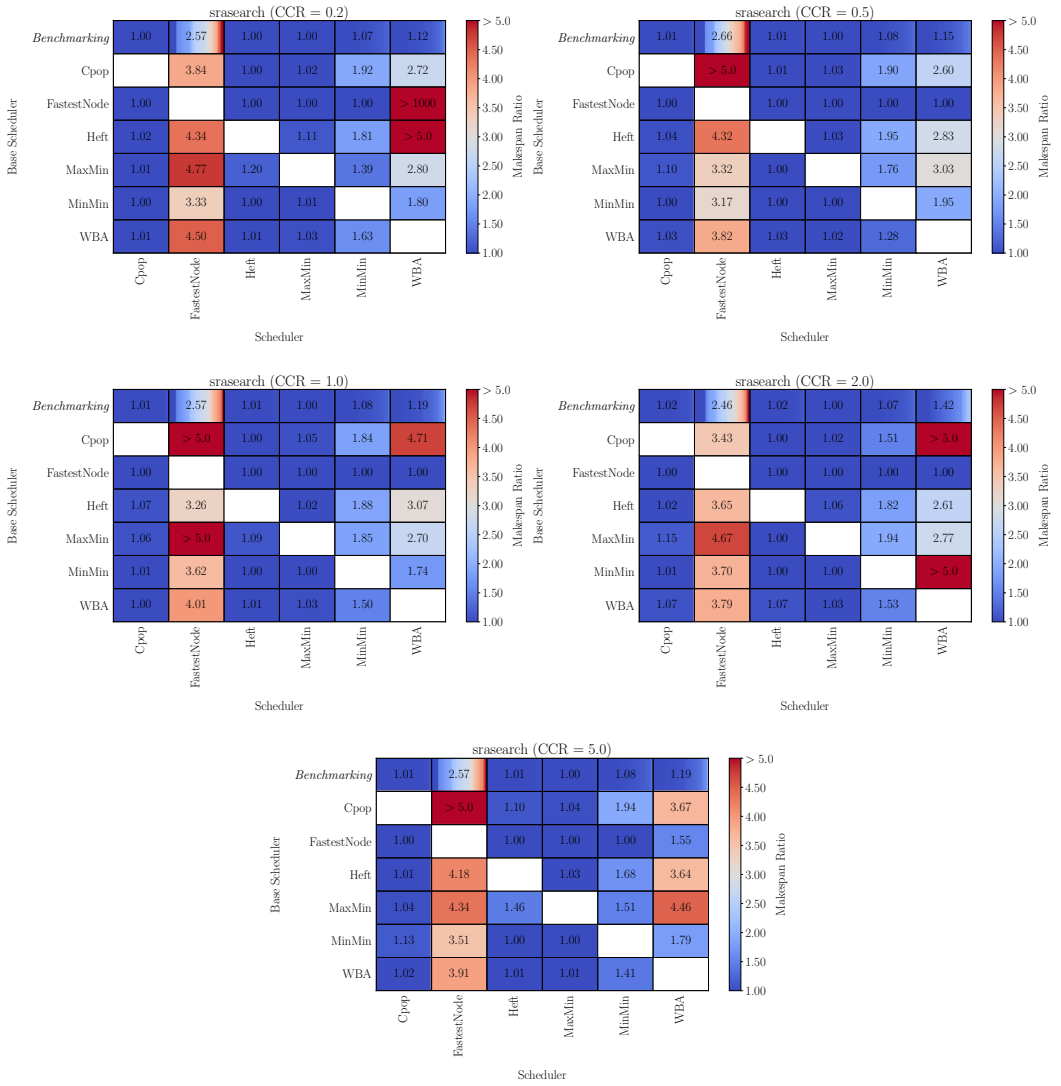 srasearch (CCR = 0.2)
Benchmarking 1.00 2.57 1.00 1.00 1.07 1.12
Cpop 3.84 1.00 1.02 1.92 2.72
FastestNode 1.00 1.00 1.00 1.00 > 1000
Heft 1.02 4.34 1.11 1.81 > 5.0
MaxMin 1.01 4.77 1.20 1.39 2.80
MinMin 1.00 3.33 1.00 1.01 1.80
WBA 1.01 4.50 1.01 1.03 1.63
Cpop FastestNode Heft MaxMin MinMin WBA
Scheduler
Base Scheduler
> 5.0
4.50
4.00
3.50
3.00
2.50
2.00
1.50
1.00
Makespan Ratio
srasearch (CCR = 0.5)
Benchmarking 1.01 2.66 1.01 1.00 1.08 1.15
Cpop > 5.0 1.01 1.03 1.90 2.60
FastestNode 1.00 1.00 1.00 1.00 1.00
Heft 1.04 4.32 1.03 1.95 2.83
MaxMin 1.10 3.32 1.00 1.76 3.03
MinMin 1.00 3.17 1.00 1.00 1.95
WBA 1.03 3.82 1.03 1.02 1.28
Cpop FastestNode Heft MaxMin MinMin WBA
Scheduler
Base Scheduler
> 5.0
4.50
4.00
3.50
3.00
2.50
2.00
1.50
1.00
Makespan Ratio
srasearch (CCR = 1.0)
Benchmarking 1.01 2.57 1.01 1.00 1.08 1.19
Cpop > 5.0 1.00 1.05 1.84 4.71
FastestNode 1.00 1.00 1.00 1.00 1.00
Heft 1.07 3.26 1.02 1.88 3.07
MaxMin 1.06 > 5.0 1.09 1.85 2.70
MinMin 1.01 3.62 1.00 1.00 1.74
WBA 1.00 4.01 1.01 1.03 1.50
Cpop FastestNode Heft MaxMin MinMin WBA
Scheduler
Base Scheduler
> 5.0
4.50
4.00
3.50
3.00
2.50
2.00
1.50
1.00
Makespan Ratio
srasearch (CCR = 2.0)
Benchmarking 1.02 2.46 1.02 1.00 1.07 1.42
Cpop 3.43 1.00 1.02 1.51 > 5.0
FastestNode 1.00 1.00 1.00 1.00 1.00
Heft 1.02 3.65 1.06 1.82 2.61
MaxMin 1.15 4.67 1.00 1.94 2.77
MinMin 1.01 3.70 1.00 1.00 > 5.0
WBA 1.07 3.79 1.07 1.03 1.53
Cpop FastestNode Heft MaxMin MinMin WBA
Scheduler
Base Scheduler
> 5.0
4.50
4.00
3.50
3.00
2.50
2.00
1.50
1.00
Makespan Ratio
srasearch (CCR = 5.0)
Benchmarking 1.01 2.57 1.01 1.00 1.08 1.19
Cpop > 5.0 1.10 1.04 1.94 3.67
FastestNode 1.00 1.00 1.00 1.00 1.55
Heft 1.01 4.18 1.03 1.68 3.64
MaxMin 1.04 4.34 1.46 1.51 4.46
MinMin 1.13 3.51 1.00 1.00 1.79
WBA 1.02 3.91 1.01 1.01 1.41
Cpop FastestNode Heft MaxMin MinMin WBA
Scheduler
Base Scheduler
> 5.0
4.50
4.00
3.50
3.00
2.50
2.00
1.50
1.00
Makespan Ratio